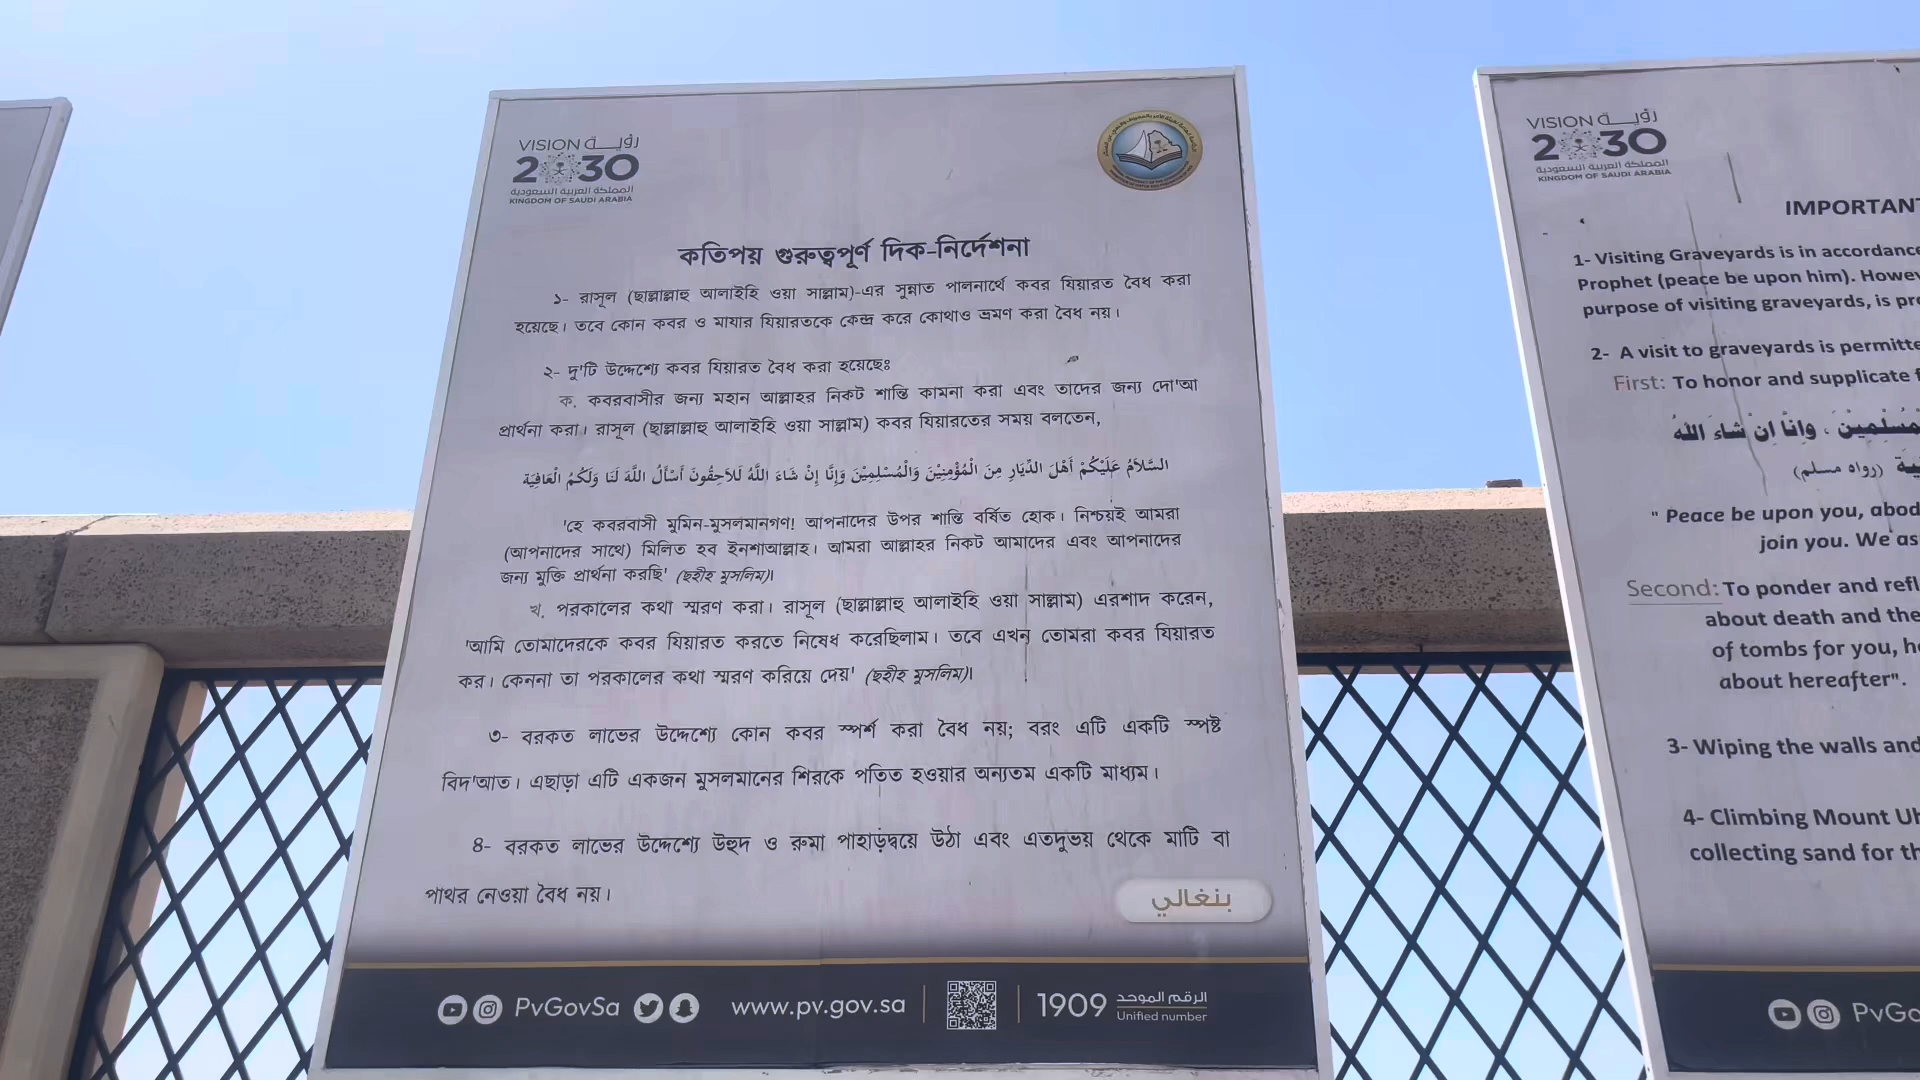 VISION رؤيـــة
2030
المملكة العربية السعودية
KINGDOM OF SAUDI ARABIA
কতিপয় গুরুত্বপূর্ণ দিক-নির্দেশনা
১- রাসূল (ছাল্লাল্লাহু আলাইহি ওয়া সাল্লাম)-এর সুন্নাত পালনার্থে কবর যিয়ারত বৈধ করা
হয়েছে। তবে কোন কবর ও মাযার যিয়ারতকে কেন্দ্র করে কোথাও ভ্রমণ করা বৈধ নয়।
২- দু'টি উদ্দেশ্যে কবর যিয়ারত বৈধ করা হয়েছেঃ
ক. কবরবাসীর জন্য মহান আল্লাহর নিকট শান্তি কামনা করা এবং তাদের জন্য দো'আ
প্রার্থনা করা। রাসূল (ছাল্লাল্লাহু আলাইহি ওয়া সাল্লাম) কবর যিয়ারতের সময় বলতেন,
السَّلاَمُ عَلَيْكُمْ أَهْلَ الدِّيَارِ مِنَ الْمُؤْمِنِيْنَ وَالْمُسْلِمِيْنَ وَإِنَّا إِنْ شَاءَ اللَّهُ لَلاَحِقُونَ أَسْأَلُ اللَّهَ لَنَا وَلَكُمُ الْعَافِيَةَ
'হে কবরবাসী মুমিন-মুসলমানগণ! আপনাদের উপর শান্তি বর্ষিত হোক। নিশ্চয়ই আমরা
(আপনাদের সাথে) মিলিত হব ইনশাআল্লাহ। আমরা আল্লাহর নিকট আমাদের এবং আপনাদের
জন্য মুক্তি প্রার্থনা করছি' (ছহীহ মুসলিম)।
খ. পরকালের কথা স্মরণ করা। রাসূল (ছাল্লাল্লাহু আলাইহি ওয়া সাল্লাম) এরশাদ করেন,
'আমি তোমাদেরকে কবর যিয়ারত করতে নিষেধ করেছিলাম। তবে এখন তোমরা কবর যিয়ারত
কর। কেননা তা পরকালের কথা স্মরণ করিয়ে দেয়' (ছহীহ মুসলিম)।
৩- বরকত লাভের উদ্দেশ্যে কোন কবর স্পর্শ করা বৈধ নয়; বরং এটি একটি স্পষ্ট
বিদ'আত। এছাড়া এটি একজন মুসলমানের শিরকে পতিত হওয়ার অন্যতম একটি মাধ্যম।
৪- বরকত লাভের উদ্দেশ্যে উহুদ ও রুমা পাহাড়দ্বয়ে উঠা এবং এতদুভয় থেকে মাটি বা
পাথর নেওয়া বৈধ নয়।
بنغالي
PvGovSa www.pv.gov.sa 1909 الرقم الموحد
Unified number
VISION رؤيـــة
2030
المملكة العربية السعودية
KINGDOM OF SAUDI ARABIA
IMPORTANT
1- Visiting Graveyards is in accordance
Prophet (peace be upon him). Howev
purpose of visiting graveyards, is pro
2- A visit to graveyards is permitte
First: To honor and supplicate f
وَإِنَّا إِنْ شَاءَ اللَّهُ
(رواه مسلم)
" Peace be upon you, abod
join you. We as
Second: To ponder and refl
about death and the
of tombs for you, h
about hereafter".
3- Wiping the walls and
4- Climbing Mount Uh
collecting sand for th
PvGo